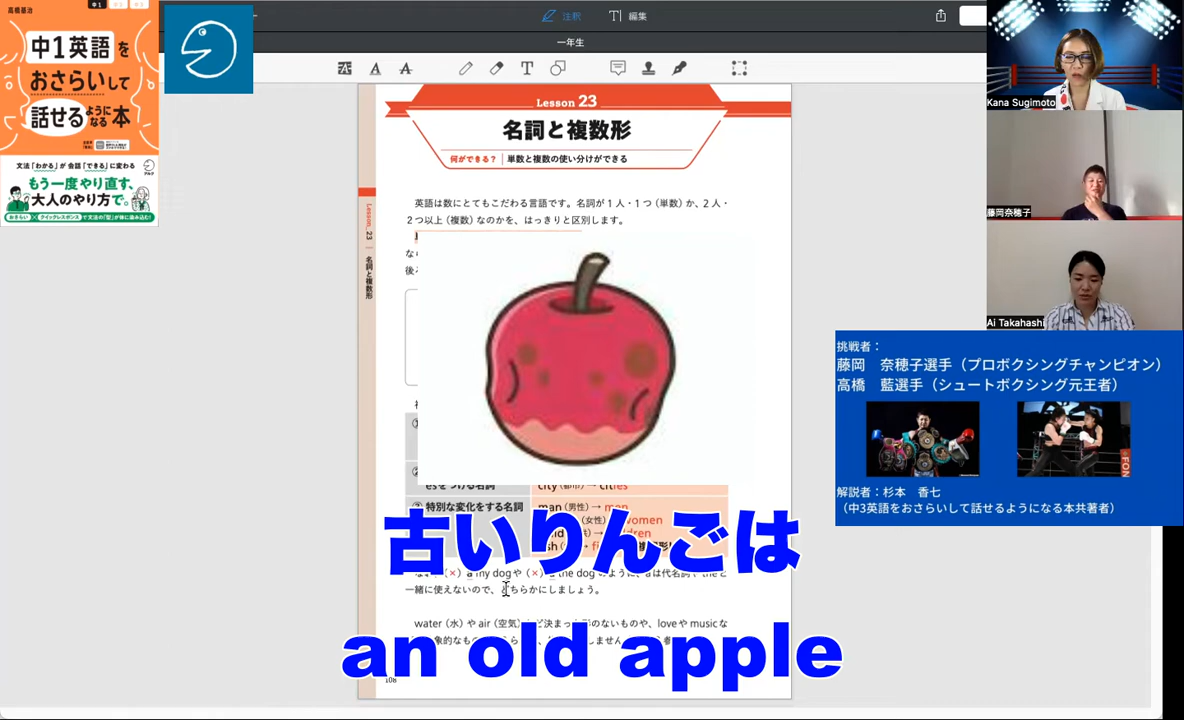 高橋基治
中1
中1英語を
おさらいして
話せるようになる本
文法「わかる」が 会話「できる」に変わる
もう一度やり直す、
大人のやり方で。
注釈
編集
一年生
Lesson 23
名詞と複数形
何ができる？ 単数と複数の使い分けができる
Lesson_23 名詞と複数形
英語は数にとてもこだわる言語です。名詞が1人・1つ（単数）か、2人・
2つ以上（複数）なのかを、はっきりと区別します。
esをつける名詞
city（都市）→ cities
特別な変化をする名詞
man（男性）→ men
（女性）
women
古いりんごは
一緒に使えないので、どちらかにしましょう。
water（水）や air（空気）
love や music な
an old apple
108
Kana Sugimoto
藤岡奈穂子
Ai Takahashi
挑戦者：
藤岡 奈穂子選手（プロボクシングチャンピオン）
高橋 藍選手（シュートボクシング元王者）
解説者：杉本 香七
（中3英語をおさらいして話せるようになる本共著者）